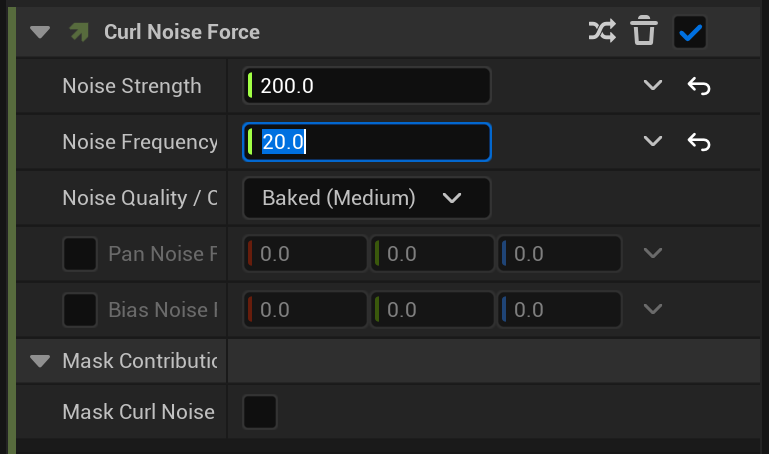 Curl Noise Force
Noise Strength 200.0
Noise Frequency 20.0
Noise Quality / C Baked (Medium)
Pan Noise F 0.0 0.0 0.0
Bias Noise 0.0 0.0 0.0
Mask Contributic
Mask Curl Noise